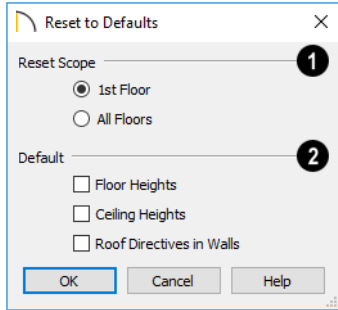 Reset to Defaults
Reset Scope 1
1st Floor
All Floors
Default 2
Floor Heights
Ceiling Heights
Roof Directives in Walls
OK Cancel Help